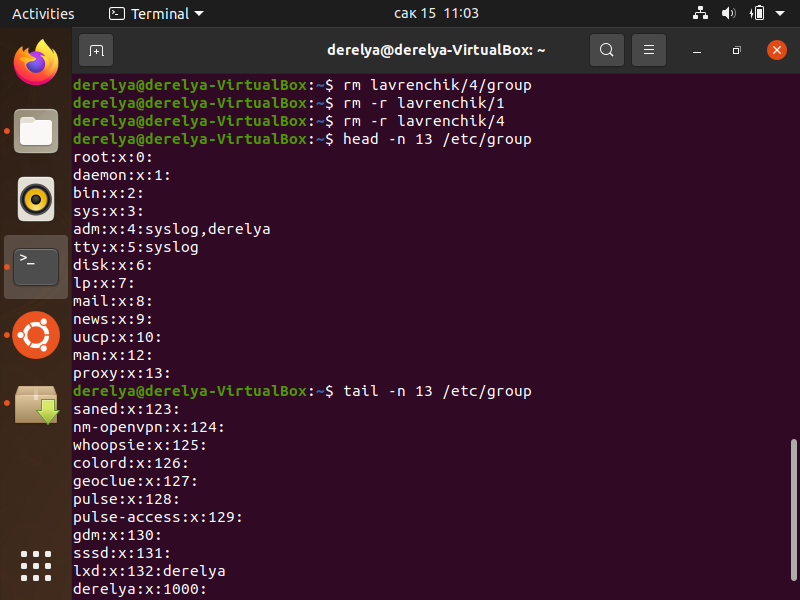 Activities Terminal сак 15 11:03
derelya@derelya-VirtualBox: ~
derelya@derelya-VirtualBox:~$ rm lavrenchik/4/group
derelya@derelya-VirtualBox:~$ rm -r lavrenchik/1
derelya@derelya-VirtualBox:~$ rm -r lavrenchik/4
derelya@derelya-VirtualBox:~$ head -n 13 /etc/group
root:x:0:
daemon:x:1:
bin:x:2:
sys:x:3:
adm:x:4:syslog,derelya
tty:x:5:syslog
disk:x:6:
lp:x:7:
mail:x:8:
news:x:9:
uucp:x:10:
man:x:12:
proxy:x:13:
derelya@derelya-VirtualBox:~$ tail -n 13 /etc/group
saned:x:123:
nm-openvpn:x:124:
whoopsie:x:125:
colord:x:126:
geoclue:x:127:
pulse:x:128:
pulse-access:x:129:
gdm:x:130:
sssd:x:131:
lxd:x:132:derelya
derelya:x:1000: